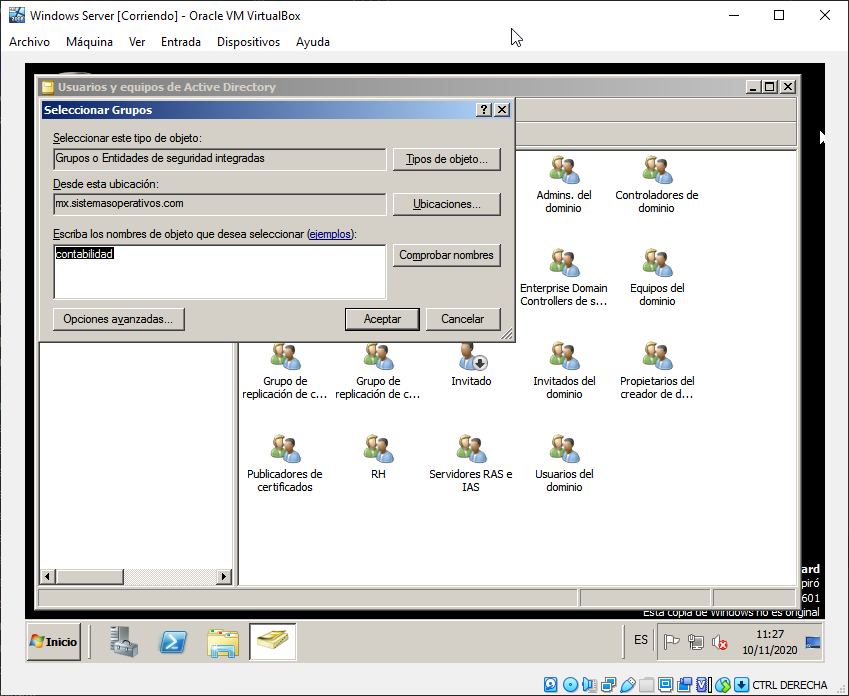 Windows Server [Corriendo] - Oracle VM VirtualBox
Archivo Máquina Ver Entrada Dispositivos Ayuda
Usuarios y equipos de Active Directory
Seleccionar Grupos
Seleccionar este tipo de objeto:
Grupos o Entidades de seguridad integradas
Tipos de objeto...
Desde esta ubicación:
mx.sistemasoperativos.com
Ubicaciones...
Escriba los nombres de objeto que desea seleccionar (ejemplos):
contabilidad
Comprobar nombres
Opciones avanzadas...
Aceptar
Cancelar
Admins. del
dominio
Controladores de
dominio
Enterprise Domain
Controllers de s...
Equipos del
dominio
Grupo de
replicación de c...
Grupo de
replicación de c...
Invitado
Invitados del
dominio
Propietarios del
creador de d...
Publicadores de
certificados
RH
Servidores RAS e
IAS
Usuarios del
dominio
ard
piró
601
Esta copia de Windows no es original
Inicio
ES
11:27
10/11/2020
CTRL DERECHA